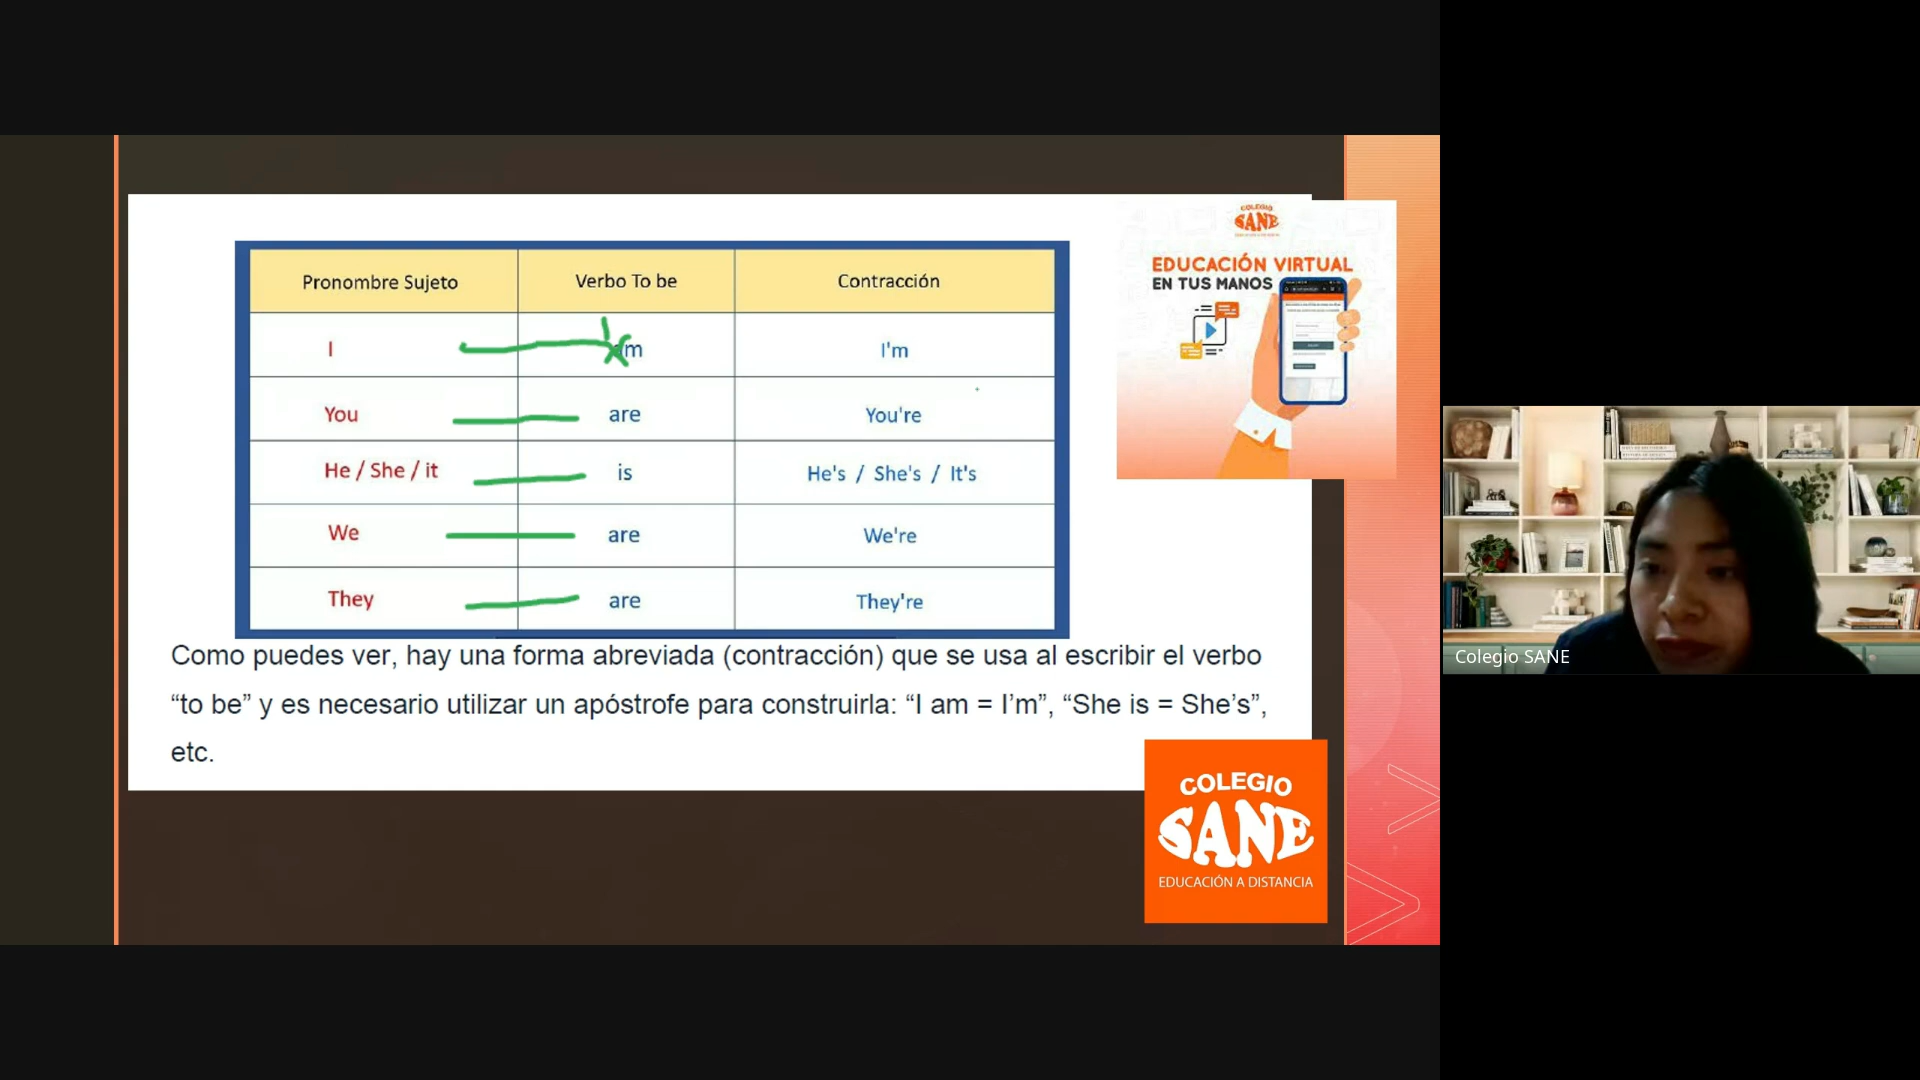 Pronombre Sujeto Verbo To be Contracción
I am I'm
You are You're
He / She / it is He's / She's / It's
We are We're
They are They're
Como puedes ver, hay una forma abreviada (contracción) que se usa al escribir el verbo
“to be” y es necesario utilizar un apóstrofe para construirla: “I am = I’m”, “She is = She’s”,
etc.
COLEGIO
SANE
EDUCACIÓN VIRTUAL
EN TUS MANOS
COLEGIO
SANE
EDUCACIÓN A DISTANCIA
Colegio SANE